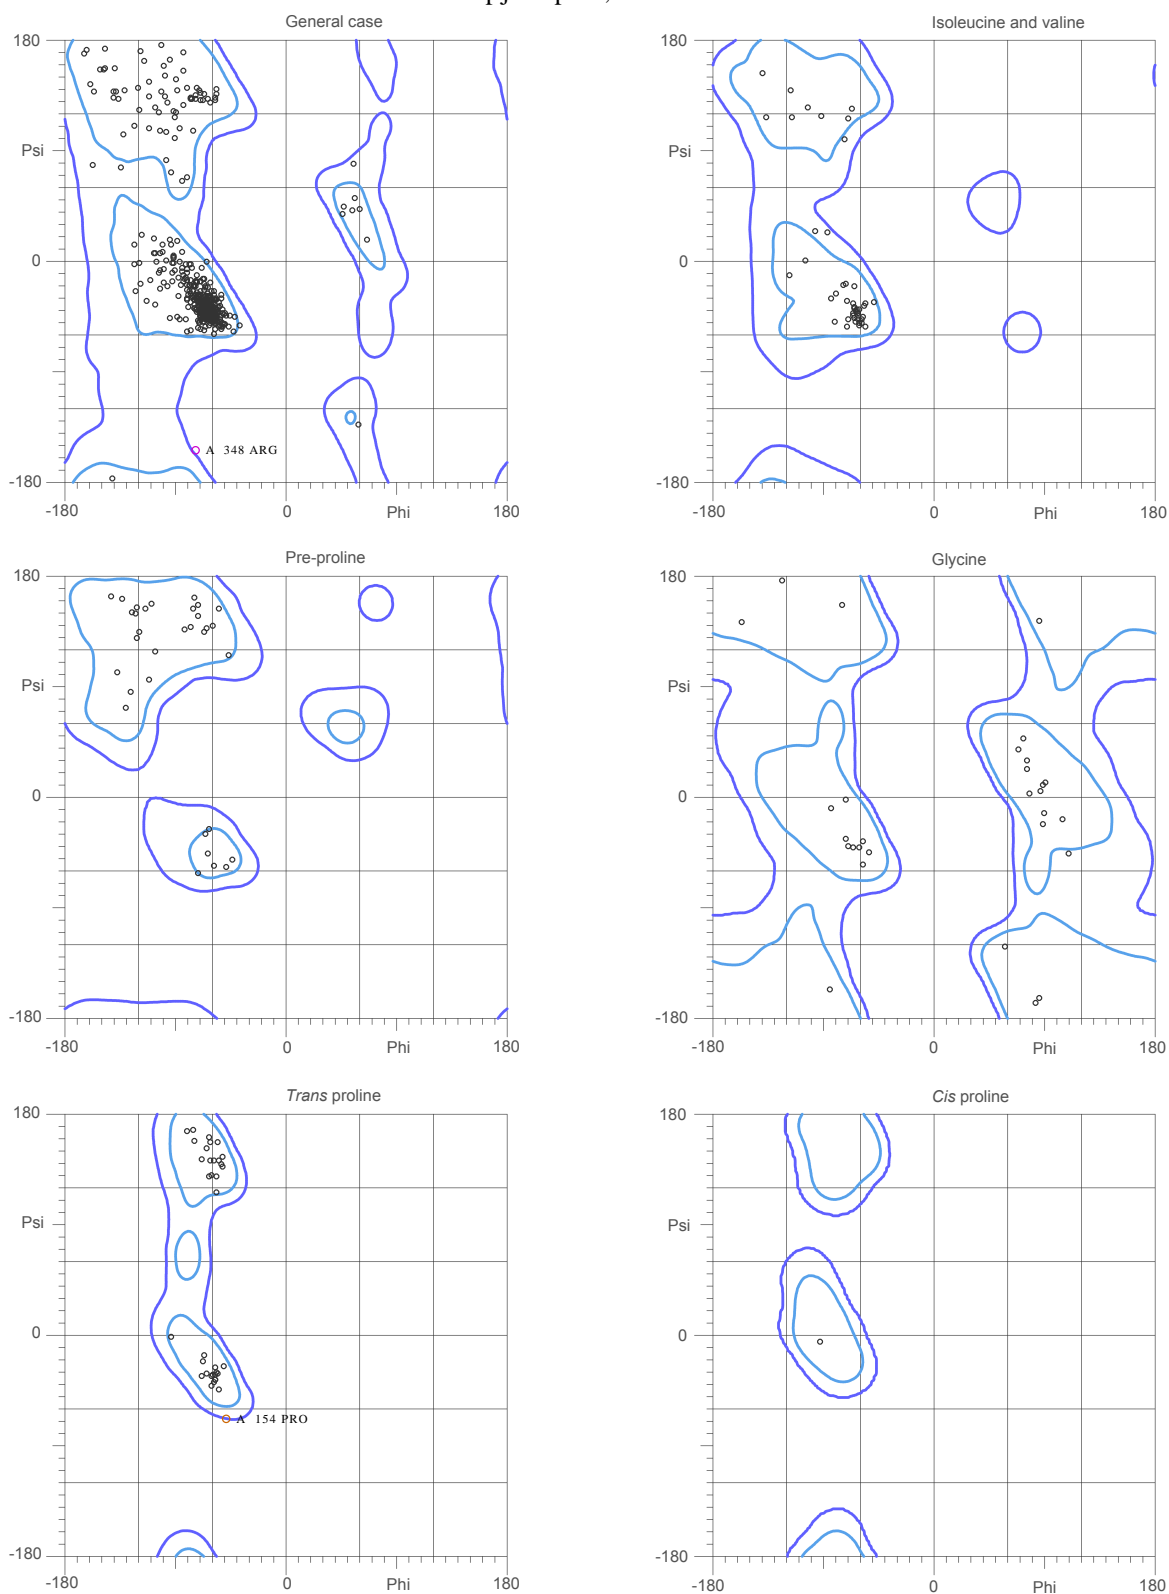 General case
Isoleucine and valine
180
Psi
0
A 348 ARG
-180
-180
0
Phi
180
180
Psi
0
-180
-180
0
Phi
180
Pre-proline
Glycine
180
Psi
0
-180
-180
0
Phi
180
180
Psi
0
-180
-180
0
Phi
180
Trans proline
Cis proline
180
Psi
0
A 154 PRO
-180
-180
0
Phi
180
180
Psi
0
-180
-180
0
Phi
180